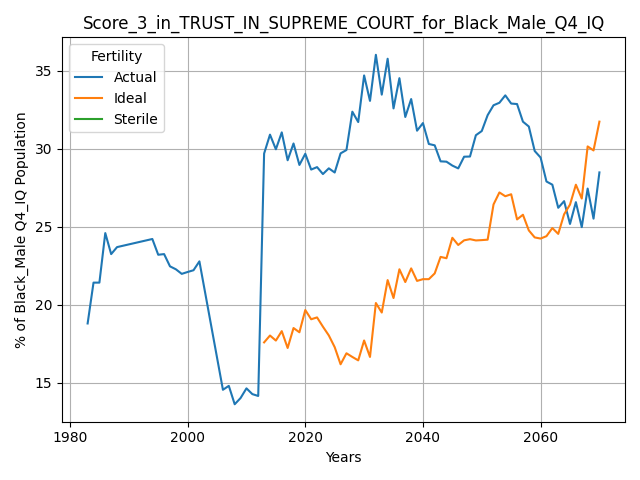 Score_3_in_TRUST_IN_SUPREME_COURT_for_Black_Male_Q4_IQ
Fertility
Actual
Ideal
Sterile
% of Black_Male Q4_IQ Population
35
30
25
20
15
1980
2000
2020
2040
2060
Years